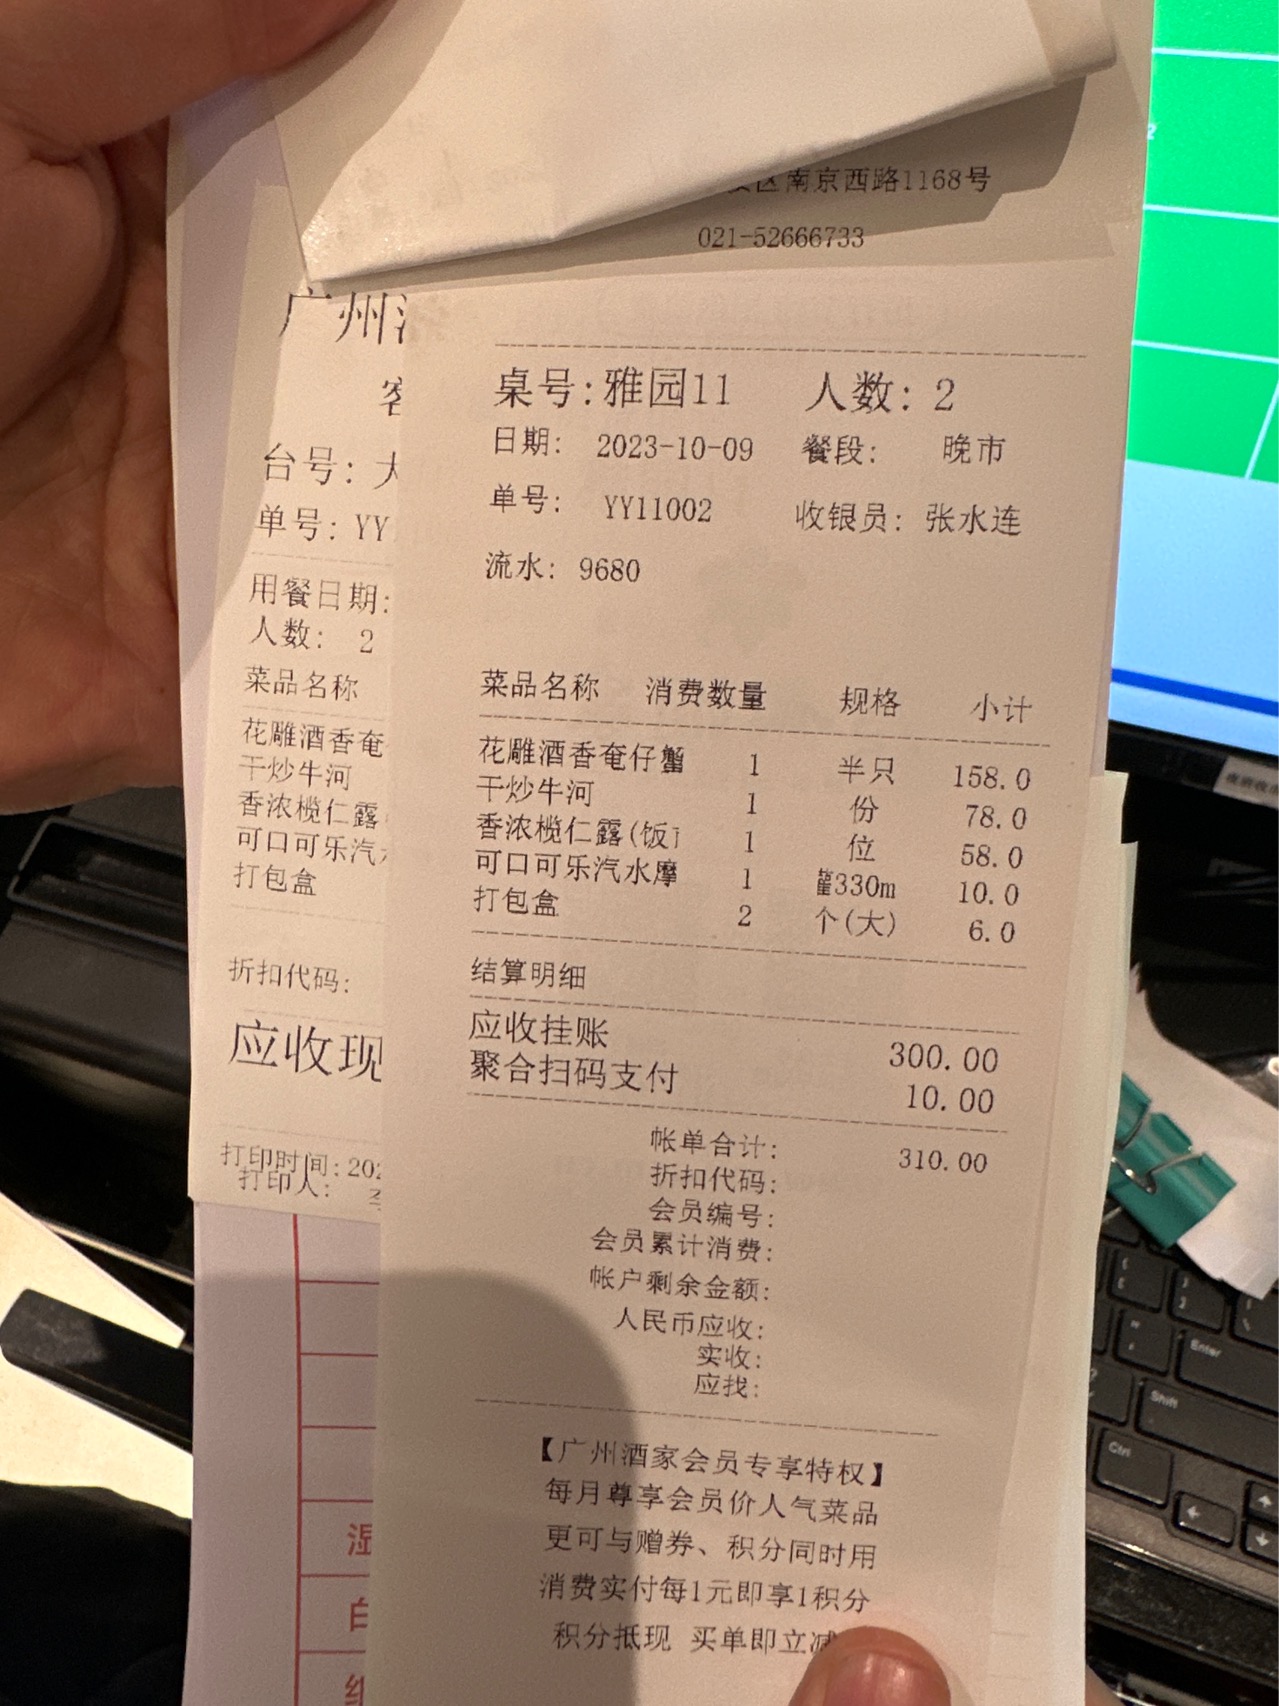 区南京西路1168号
021-52666733
桌号:雅园11 人数: 2
日期: 2023-10-09 餐段: 晚市
单号: YY11002 收银员: 张水连
流水: 9680
菜品名称 消费数量 规格 小计
花雕酒香奄仔蟹 1 半只 158.0
干炒牛河 1 份 78.0
香浓榄仁露(饭 1 位 58.0
可口可乐汽水摩 1 330m 10.0
打包盒 2 个(大) 6.0
结算明细
应收挂账 300.00
聚合扫码支付 10.00
帐单合计: 310.00
折扣代码:
会员编号:
会员累计消费:
帐户剩余金额:
人民币应收:
实收:
应找:
【广州酒家会员专享特权】
每月尊享会员价人气菜品
更可与赠券、积分同时用
消费实付每1元即享1积分
积分抵现 买单即立减
广州
客
台号: 大
单号: YY
用餐日期:
人数: 2
菜品名称
花雕酒香奄
干炒牛河
香浓榄仁露
可口可乐汽
打包盒
折扣代码:
应收现
打印时间:202
打印人:
湿
白
Enter
Shift
Ctrl